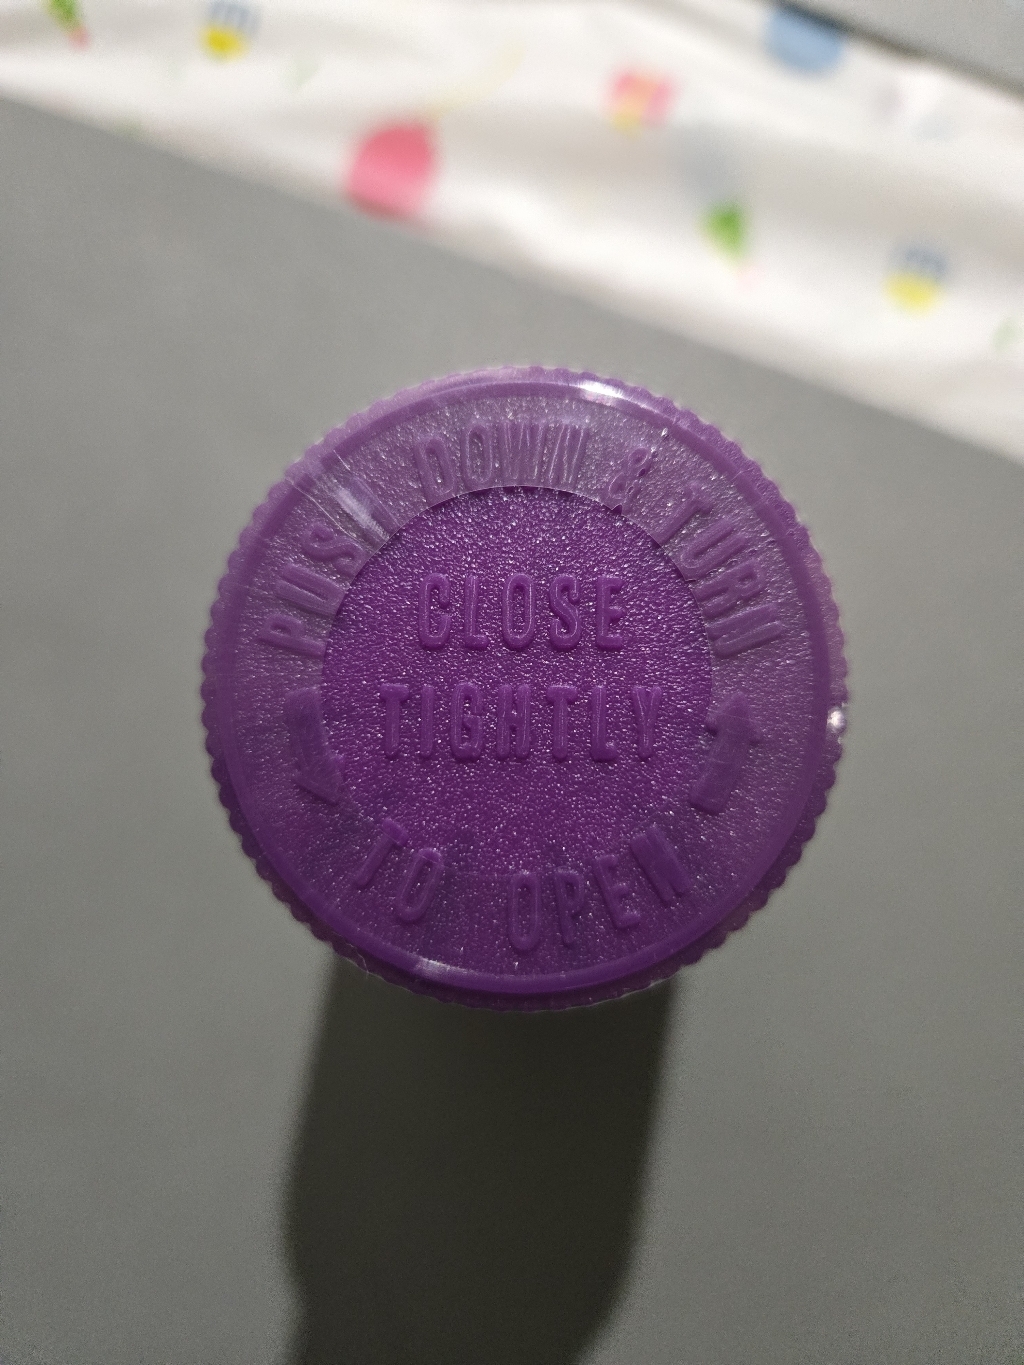 PUSH DOWN & TURN
CLOSE
TIGHTLY
TO OPEN